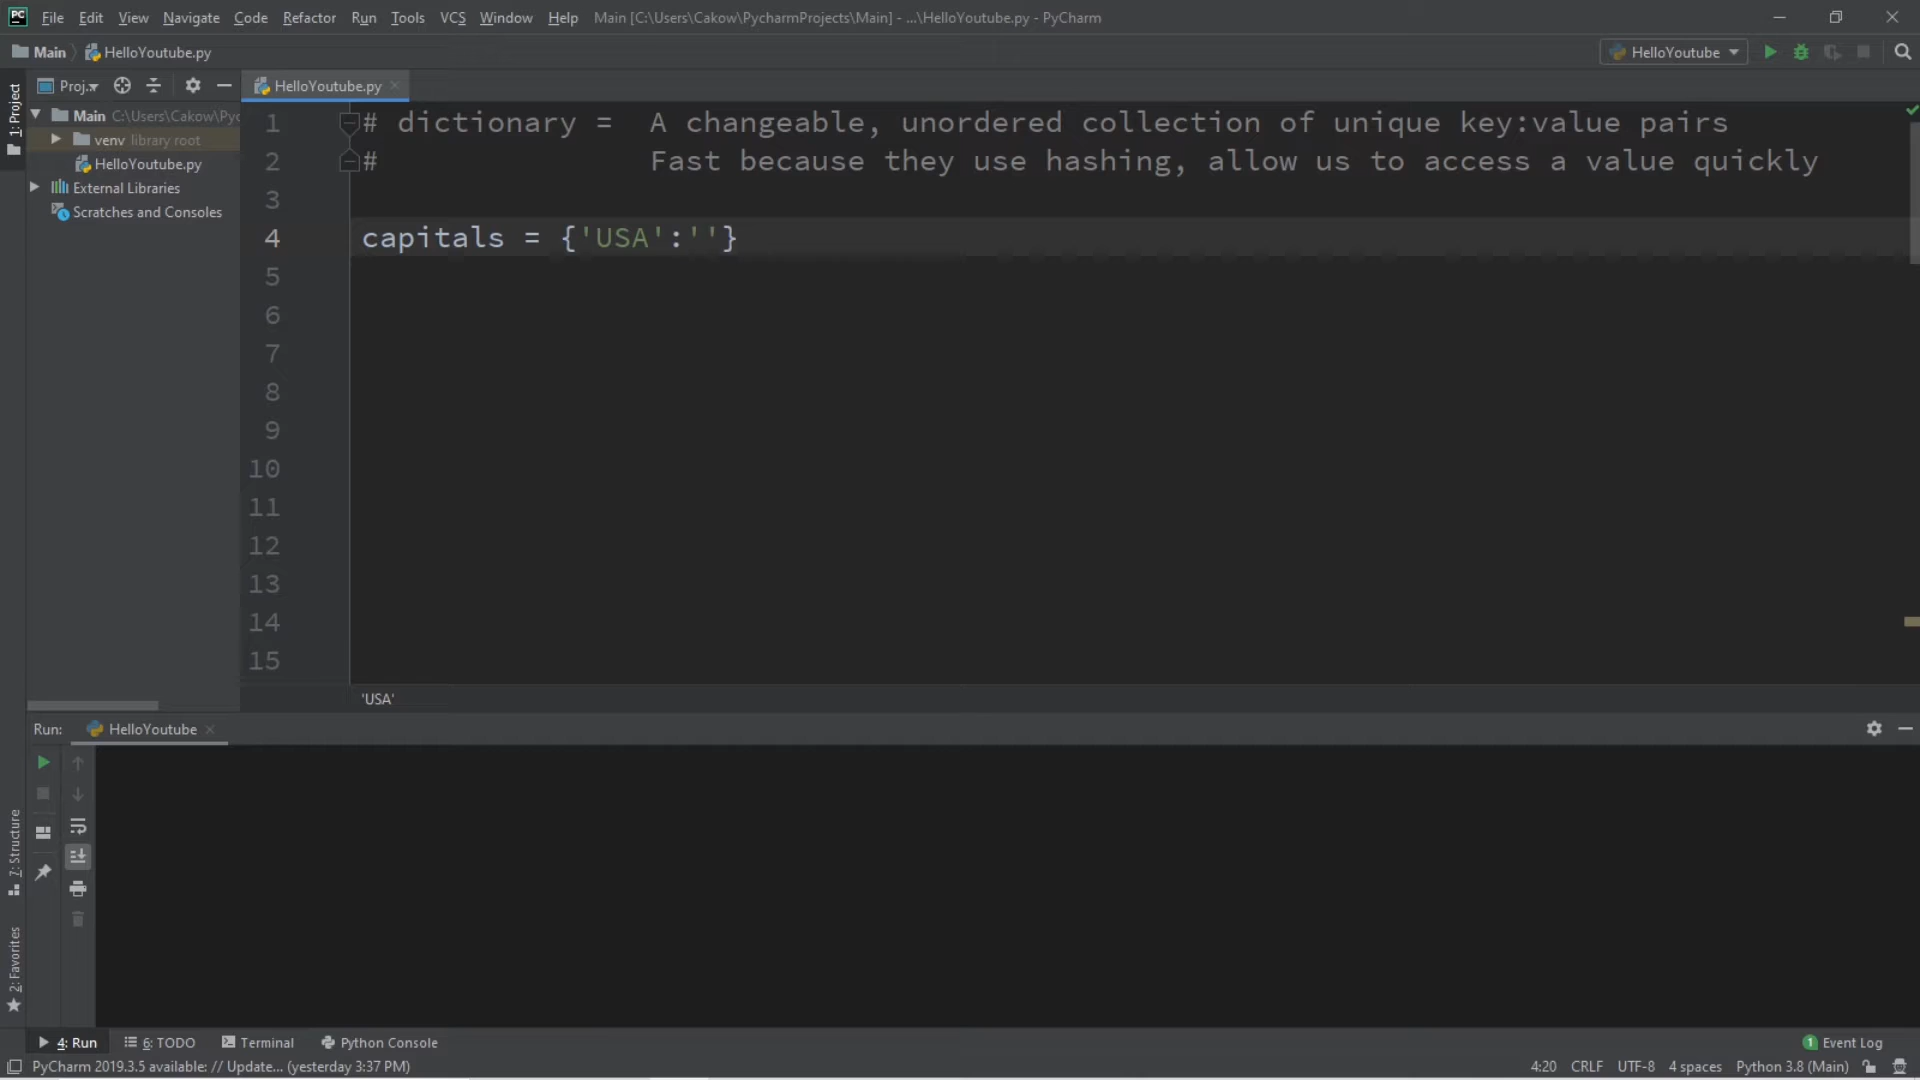 File Edit View Navigate Code Refactor Run Tools VCS Window Help Main [C:\Users\Cakow\PycharmProjects\Main] - ...\HelloYoutube.py - PyCharm
Main HelloYoutube.py HelloYoutube
1: Project
Proj... HelloYoutube.py
Main C:\Users\Cakow\Pyc
venv library root
HelloYoutube.py
External Libraries
Scratches and Consoles
1 # dictionary = A changeable, unordered collection of unique key:value pairs
2 # Fast because they use hashing, allow us to access a value quickly
3
4 capitals = {'USA':''}
5
6
7
8
9
10
11
12
13
14
15
'USA'
Run: HelloYoutube
7: Structure
2: Favorites
4: Run 6: TODO Terminal Python Console 1 Event Log
PyCharm 2019.3.5 available: // Update... (yesterday 3:37 PM) 4:20 CRLF UTF-8 4 spaces Python 3.8 (Main)